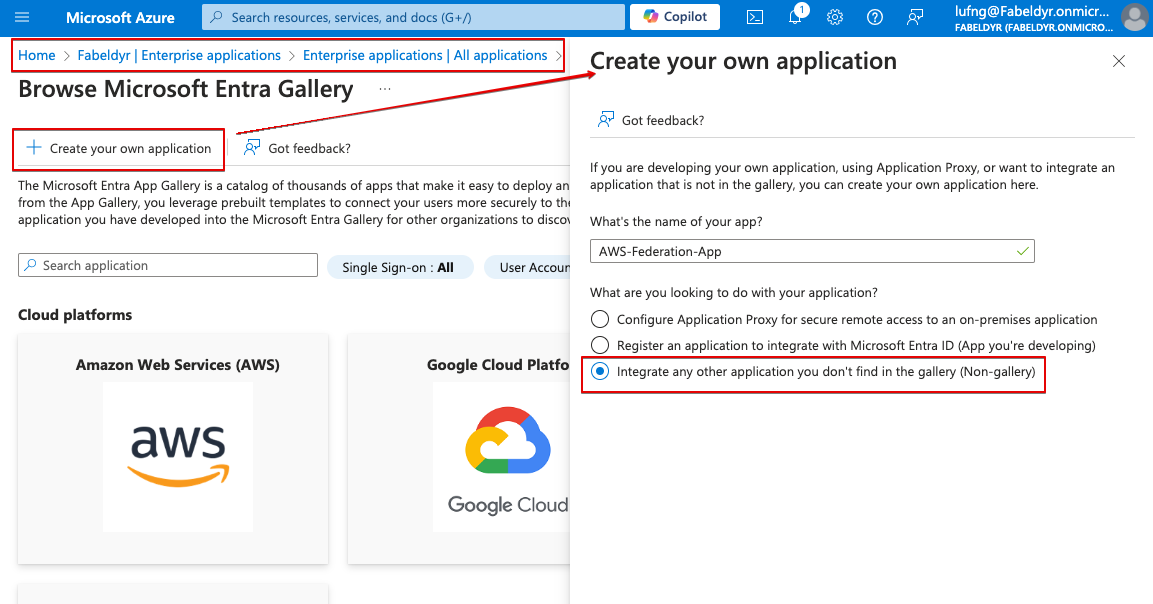 Microsoft Azure
Search resources, services, and docs (G+/)
Copilot
1
lufng@Fabeldyr.onmicr...
FABELDYR (FABELDYR.ONMICRO...
Home > Fabeldyr | Enterprise applications > Enterprise applications | All applications >
Browse Microsoft Entra Gallery ...
Create your own application
Got feedback?
The Microsoft Entra App Gallery is a catalog of thousands of apps that make it easy to deploy an
from the App Gallery, you leverage prebuilt templates to connect your users more securely to the
application you have developed into the Microsoft Entra Gallery for other organizations to discov
Search application
Single Sign-on : All
User Accoun
Cloud platforms
Amazon Web Services (AWS)
aws
Google Cloud Platfo
Google Cloud
Create your own application
Got feedback?
If you are developing your own application, using Application Proxy, or want to integrate an
application that is not in the gallery, you can create your own application here.
What's the name of your app?
AWS-Federation-App
What are you looking to do with your application?
Configure Application Proxy for secure remote access to an on-premises application
Register an application to integrate with Microsoft Entra ID (App you're developing)
Integrate any other application you don't find in the gallery (Non-gallery)